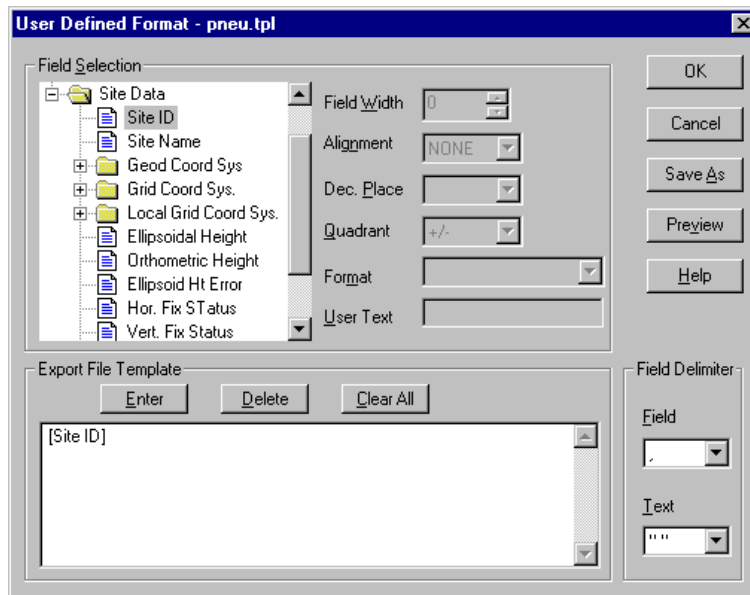 User Defined Format - pneu.tpl
Field Selection
Site Data
Site ID
Site Name
Geod Coord Sys
Grid Coord Sys.
Local Grid Coord Sys.
Ellipsoidal Height
Orthometric Height
Ellipsoid Ht Error
Hor. Fix STatus
Vert. Fix Status
Field Width 0
Alignment NONE
Dec. Place
Quadrant +/-
Format
User Text
OK
Cancel
Save As
Preview
Help
Export File Template
Enter Delete Clear All
[Site ID]
Field Delimiter
Field
,
Text
" "